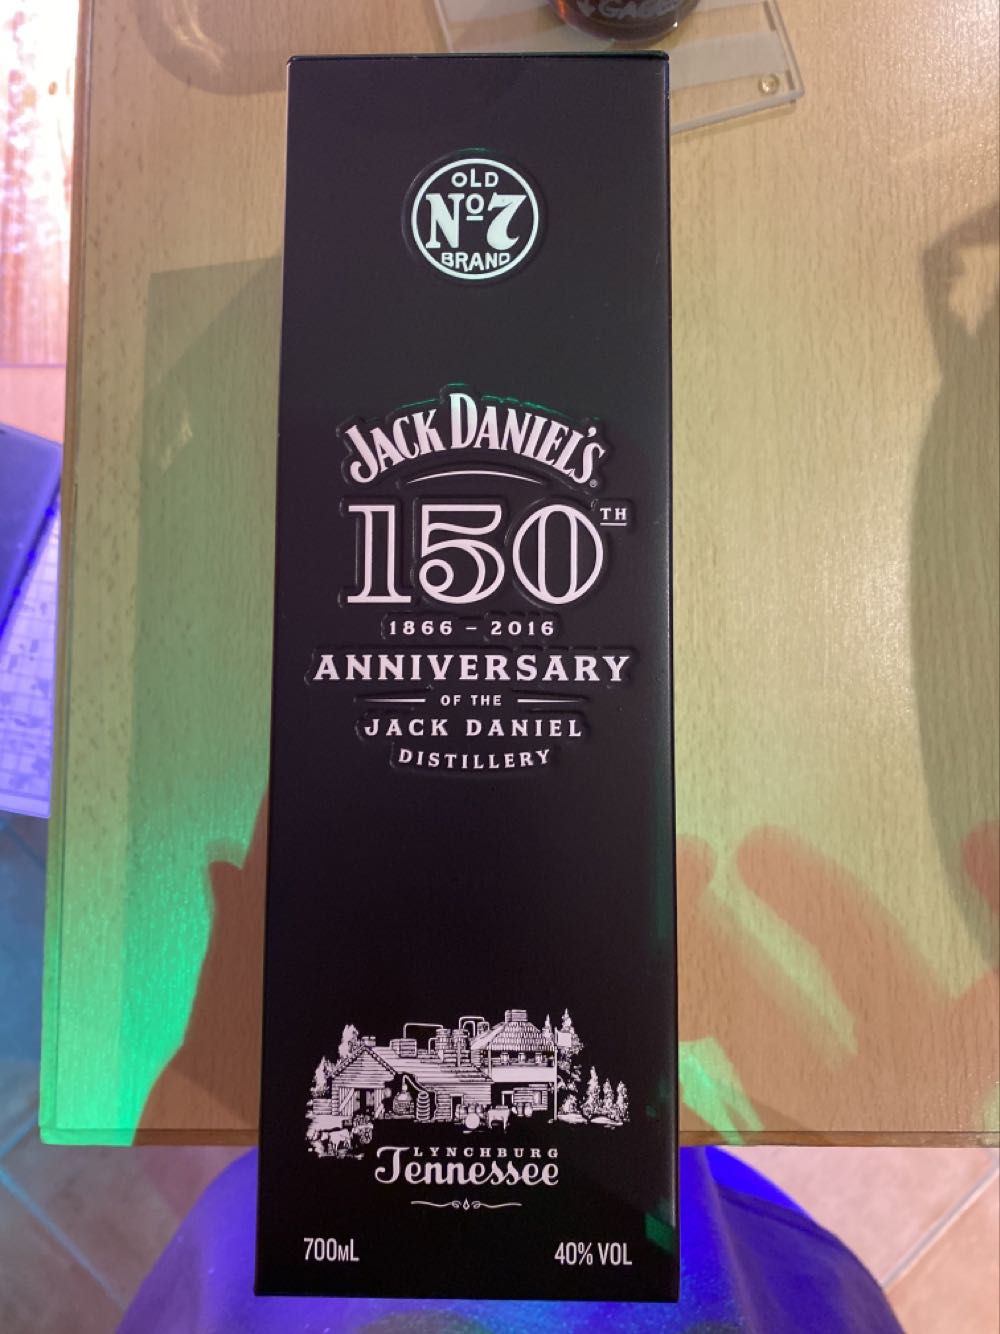 OLD
Nº7
BRAND
JACK DANIEL'S®
150TH
1866 – 2016
ANNIVERSARY
OF THE
JACK DANIEL
DISTILLERY
LYNCHBURG
Tennessee
700mL 40% VOL